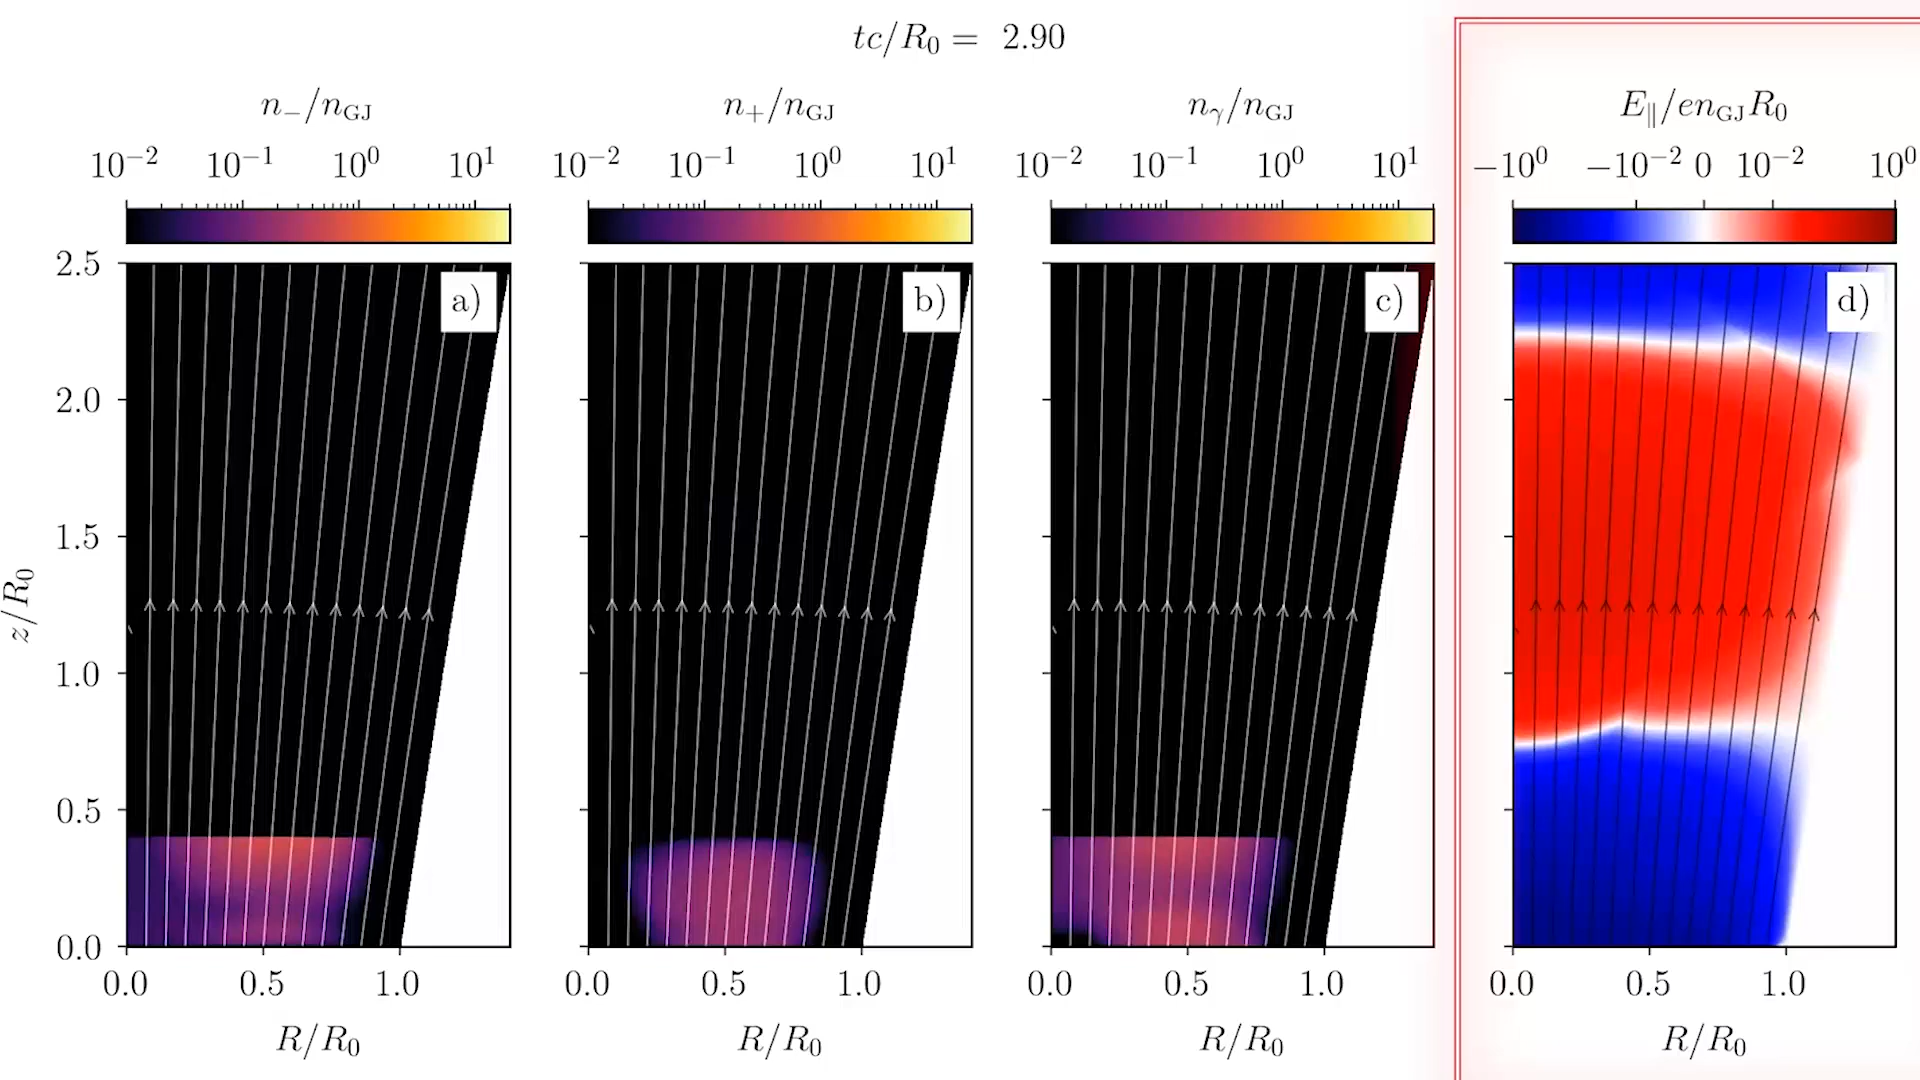 tc/R₀ = 2.90
n₋/n_GJ
n₊/n_GJ
n_γ/n_GJ
E_∥/en_GJR₀
10⁻² 10⁻¹ 10⁰ 10¹
10⁻² 10⁻¹ 10⁰ 10¹
10⁻² 10⁻¹ 10⁰ 10¹
−10⁰ −10⁻² 0 10⁻² 10⁰
a)
b)
c)
d)
2.5
2.0
1.5
1.0
0.5
0.0
z/R₀
0.0 0.5 1.0
0.0 0.5 1.0
0.0 0.5 1.0
0.0 0.5 1.0
R/R₀
R/R₀
R/R₀
R/R₀